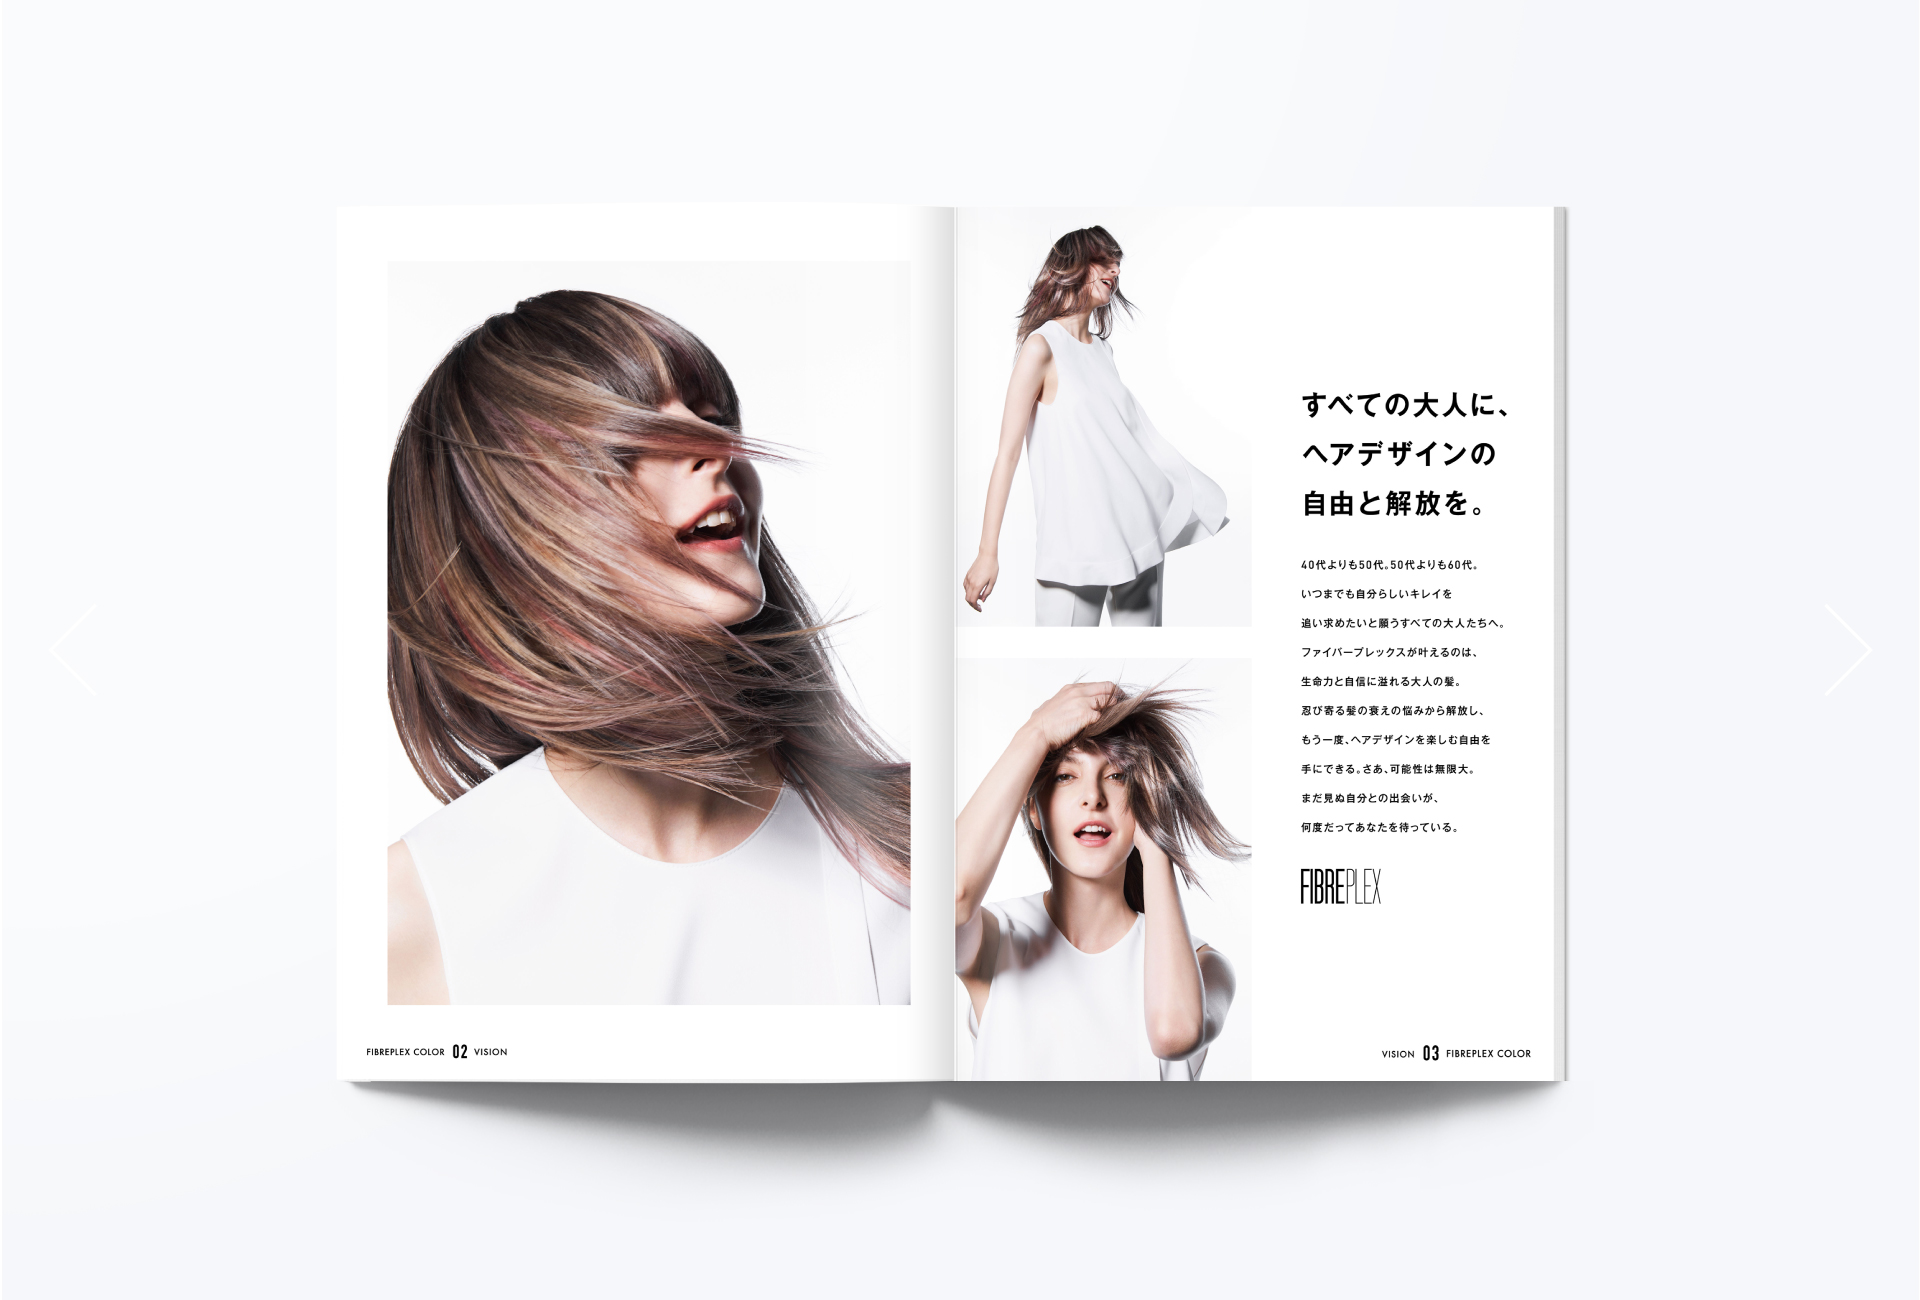 すべての大人に、
ヘアデザインの
自由と解放を。
40代よりも50代。50代よりも60代。
いつまでも自分らしいキレイを
追い求めたいと願うすべての大人たちへ。
ファイバープレックスが叶えるのは、
生命力と自信に溢れる大人の髪。
忍び寄る髪の衰えの悩みから解放し、
もう一度、ヘアデザインを楽しむ自由を
手にできる。さあ、可能性は無限大。
まだ見ぬ自分との出会いが、
何度だってあなたを待っている。
FIBREPLEX
FIBREPLEX COLOR 02 VISION
VISION 03 FIBREPLEX COLOR